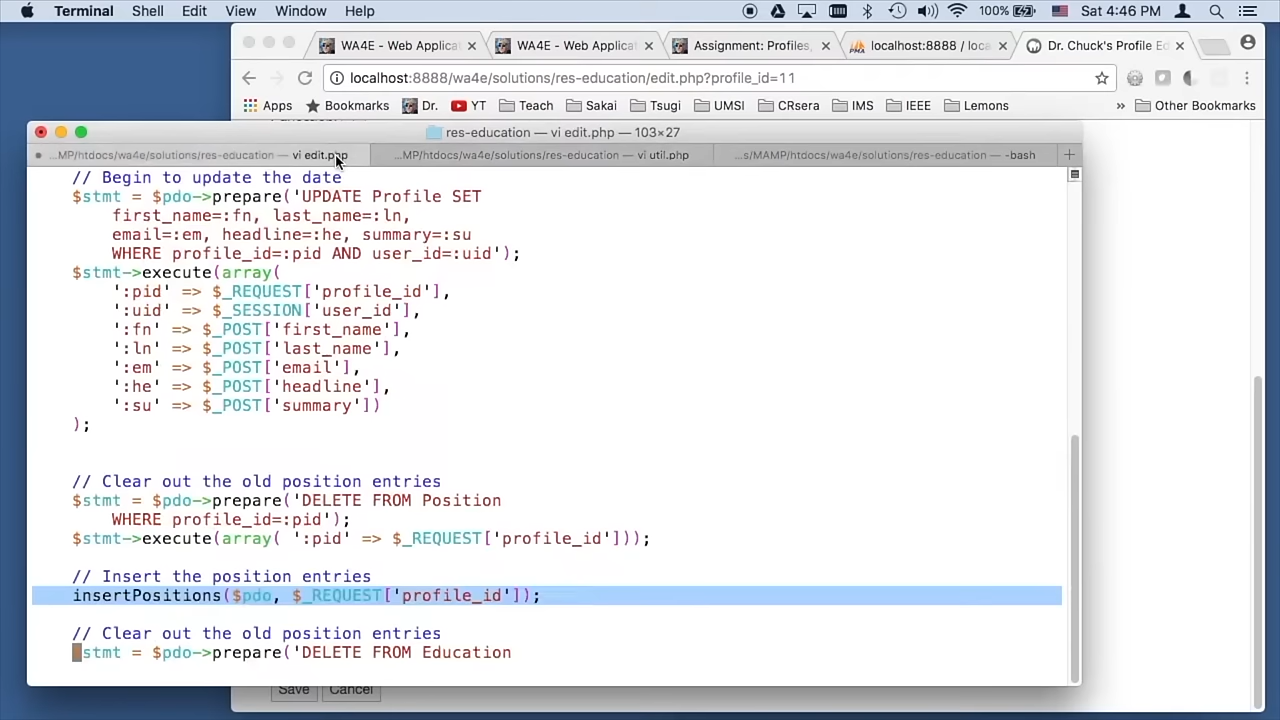 Terminal Shell Edit View Window Help 100% Sat 4:46 PM
WA4E - Web Applicat × WA4E - Web Applicat × Assignment: Profiles, × localhost:8888 / loca × Dr. Chuck's Profile Ed ×
localhost:8888/wa4e/solutions/res-education/edit.php?profile_id=11
Apps Bookmarks Dr. YT Teach Sakai Tsugi UMSI CRsera IMS IEEE Lemons » Other Bookmarks
res-education — vi edit.php — 103×27
...MP/htdocs/wa4e/solutions/res-education — vi edit.php ...MP/htdocs/wa4e/solutions/res-education — vi util.php ...s/MAMP/htdocs/wa4e/solutions/res-education — -bash +
// Begin to update the date
$stmt = $pdo->prepare('UPDATE Profile SET
first_name=:fn, last_name=:ln,
email=:em, headline=:he, summary=:su
WHERE profile_id=:pid AND user_id=:uid');
$stmt->execute(array(
':pid' => $_REQUEST['profile_id'],
':uid' => $_SESSION['user_id'],
':fn' => $_POST['first_name'],
':ln' => $_POST['last_name'],
':em' => $_POST['email'],
':he' => $_POST['headline'],
':su' => $_POST['summary'])
);
// Clear out the old position entries
$stmt = $pdo->prepare('DELETE FROM Position
WHERE profile_id=:pid');
$stmt->execute(array( ':pid' => $_REQUEST['profile_id']));
// Insert the position entries
insertPositions($pdo, $_REQUEST['profile_id']);
// Clear out the old position entries
stmt = $pdo->prepare('DELETE FROM Education
Save Cancel